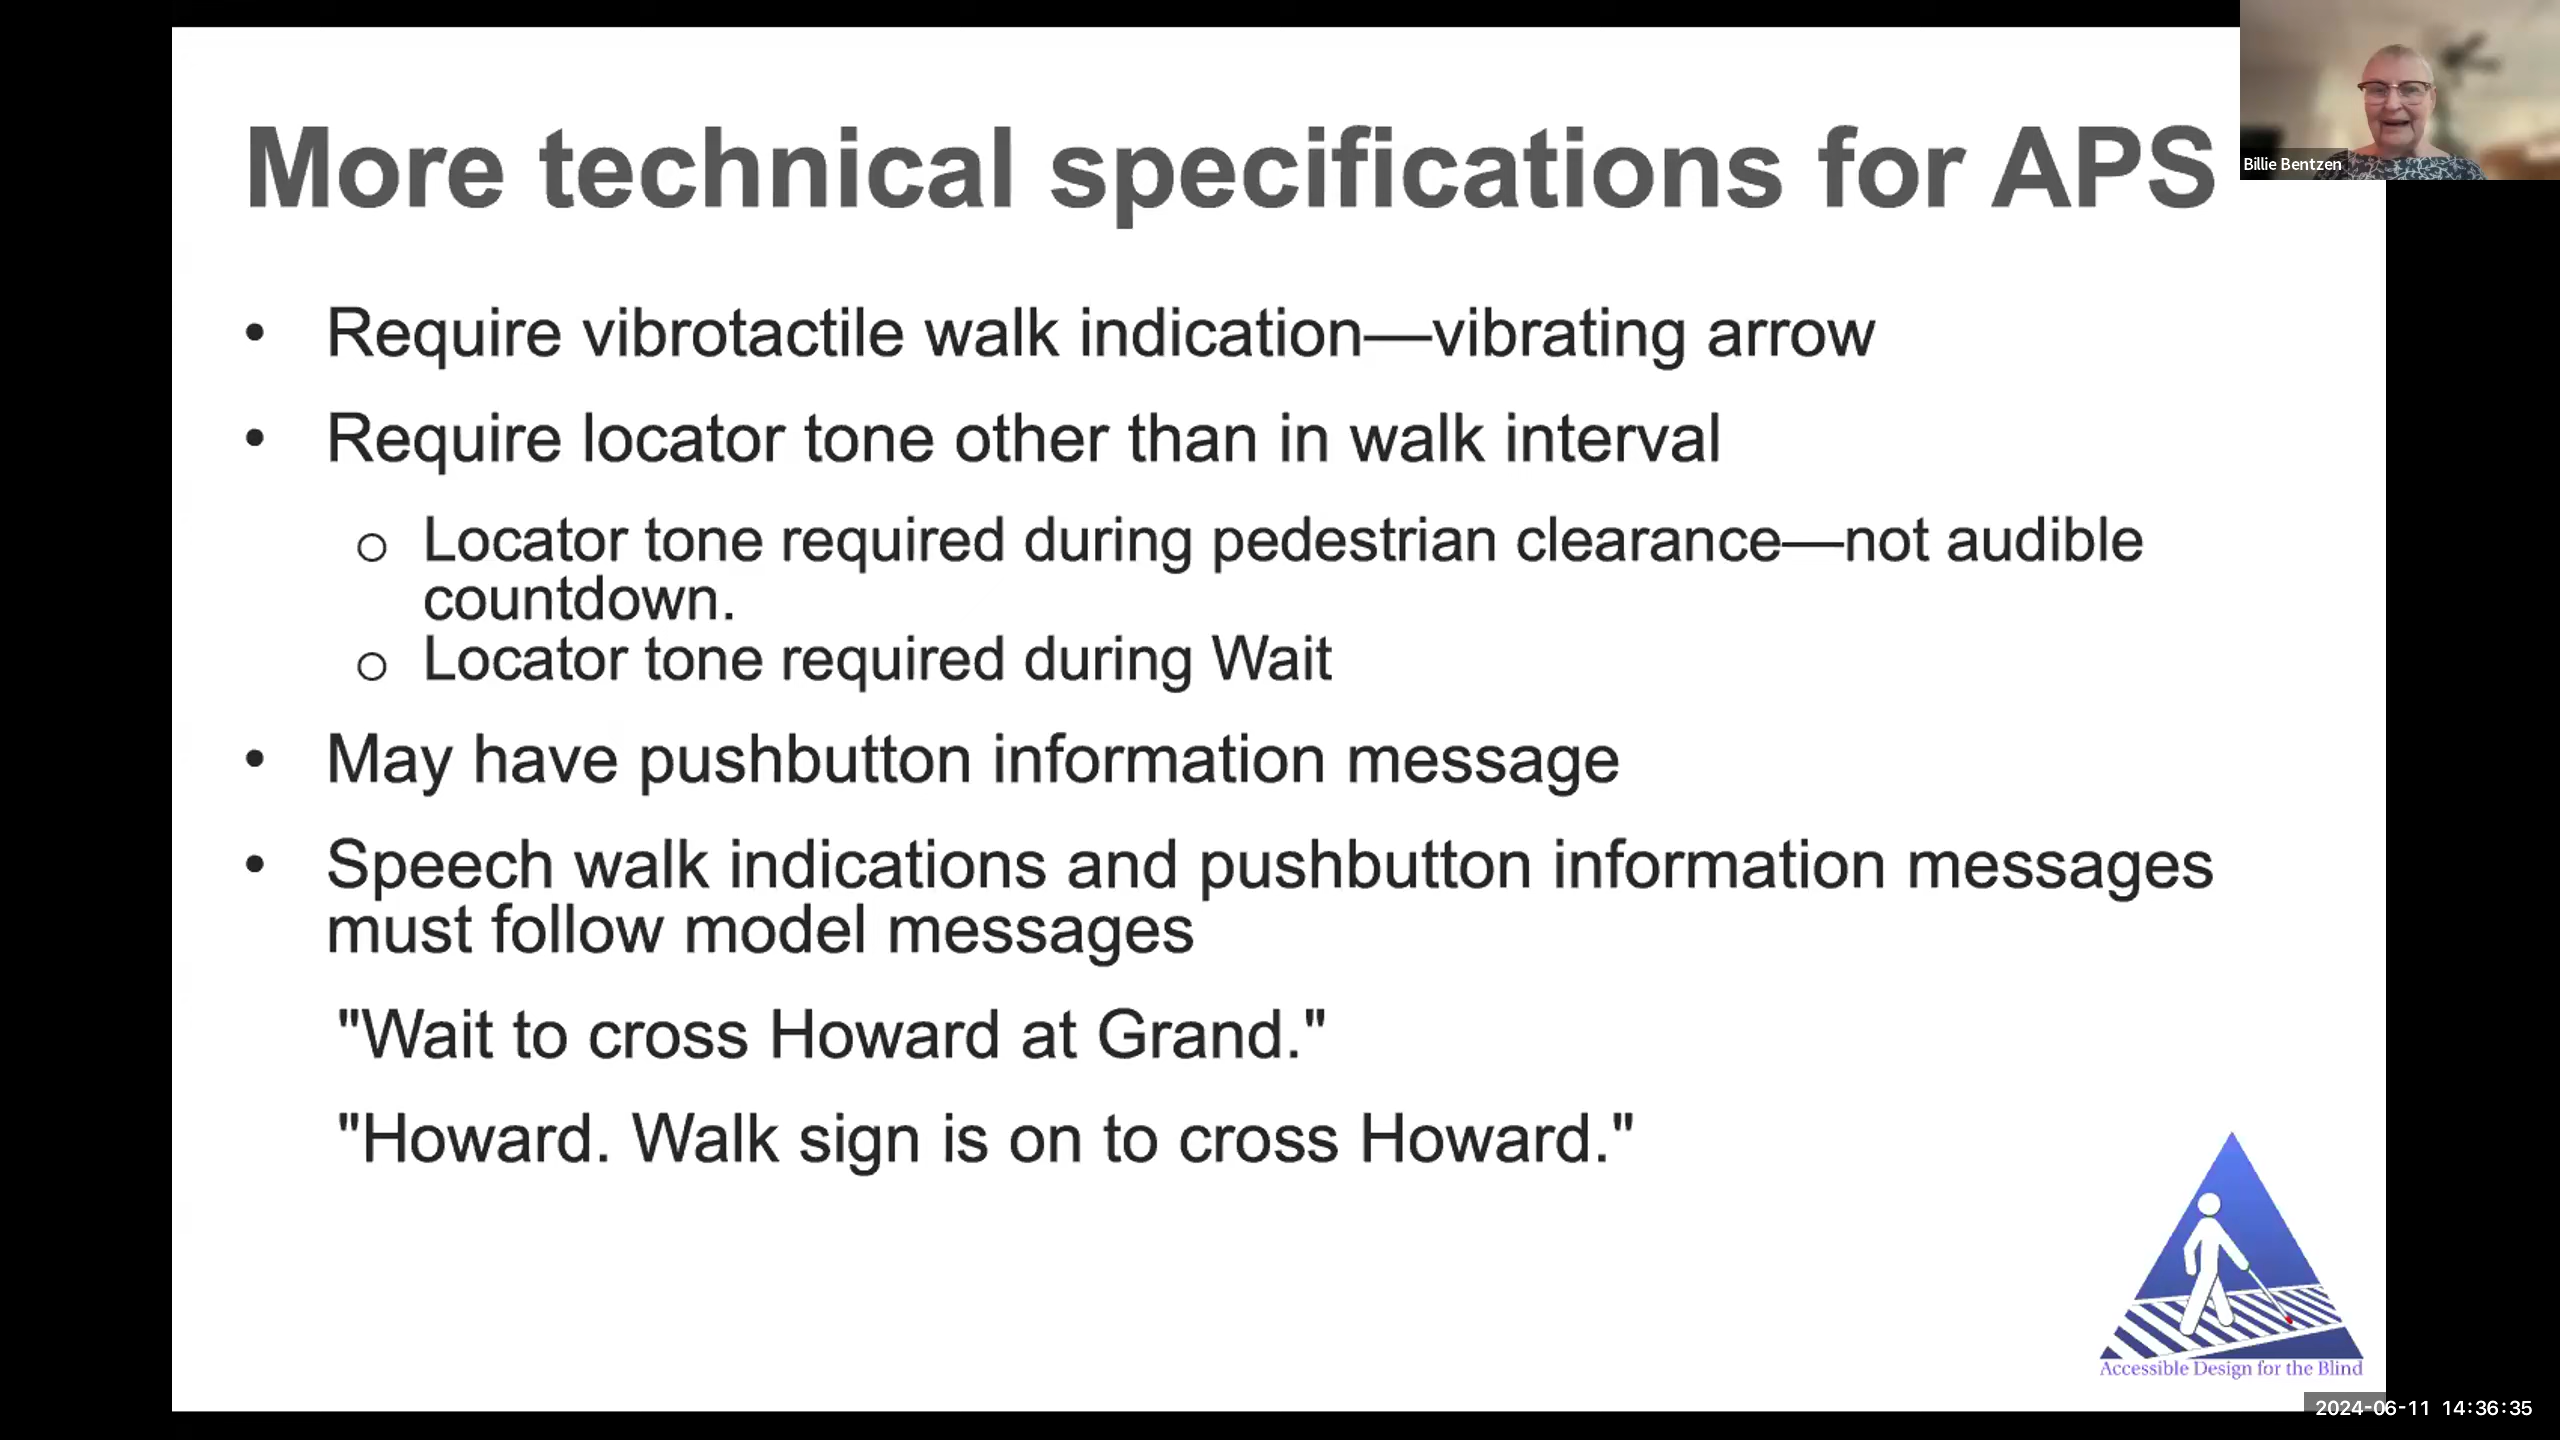 More technical specifications for APS
Billie Bentzen
• Require vibrotactile walk indication—vibrating arrow
• Require locator tone other than in walk interval
o Locator tone required during pedestrian clearance—not audible
countdown.
o Locator tone required during Wait
• May have pushbutton information message
• Speech walk indications and pushbutton information messages
must follow model messages
"Wait to cross Howard at Grand."
"Howard. Walk sign is on to cross Howard."
Accessible Design for the Blind
2024-06-11 14:36:35